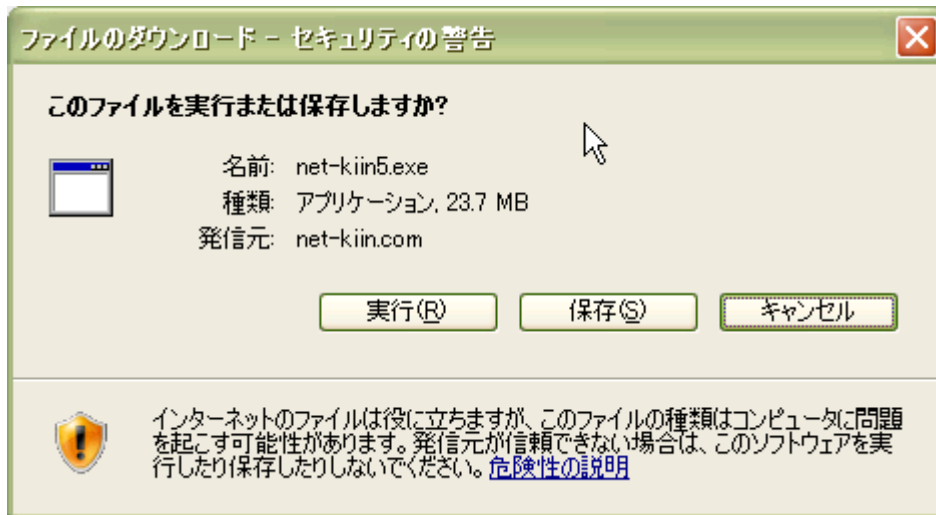 ファイルのダウンロード - セキュリティの警告
このファイルを実行または保存しますか?
名前: net-kiin5.exe
種類: アプリケーション, 23.7 MB
発信元: net-kiin.com
実行(R) 保存(S) キャンセル
インターネットのファイルは役に立ちますが、このファイルの種類はコンピュータに問題
を起こす可能性があります。発信元が信頼できない場合は、このソフトウェアを実
行したり保存したりしないでください。危険性の説明